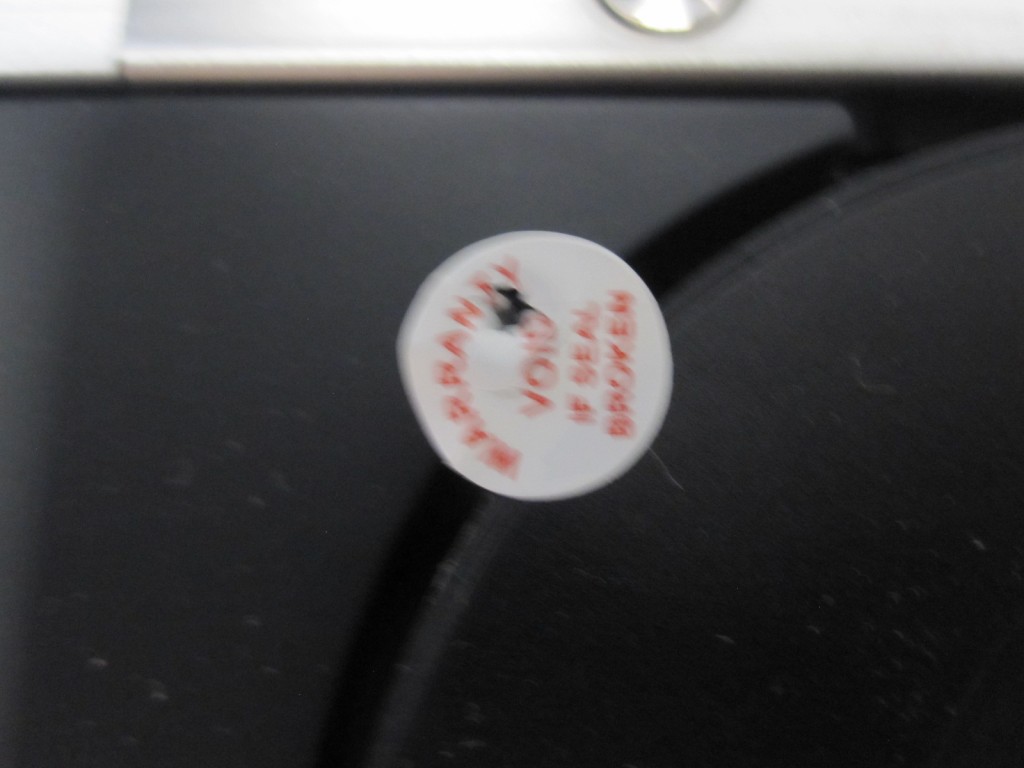 WARRANTY
VOID
IF SEAL
BROKEN